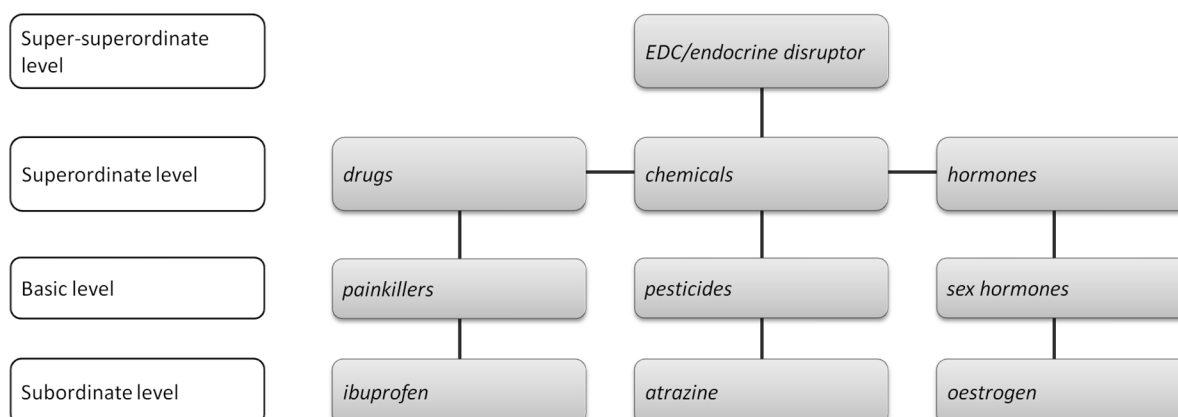 Super-superordinate
level
EDC/endocrine disruptor
Superordinate level
drugs
chemicals
hormones
Basic level
painkillers
pesticides
sex hormones
Subordinate level
ibuprofen
atrazine
oestrogen